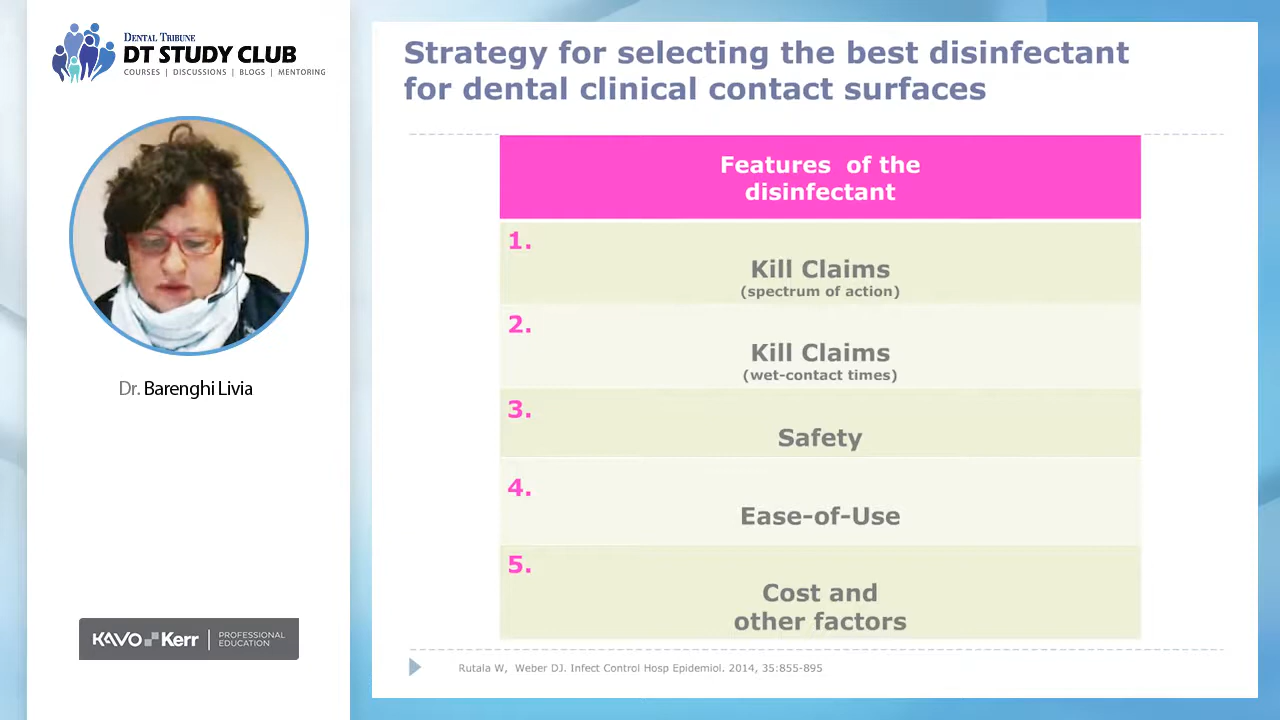 DENTAL TRIBUNE
DT STUDY CLUB
COURSES | DISCUSSIONS | BLOGS | MENTORING
Dr. Barenghi Livia
KAVO Kerr
PROFESSIONAL
EDUCATION
Strategy for selecting the best disinfectant
for dental clinical contact surfaces
Features of the
disinfectant
1.
Kill Claims
(spectrum of action)
2.
Kill Claims
(wet-contact times)
3.
Safety
4.
Ease-of-Use
5.
Cost and
other factors
Rutala W, Weber DJ. Infect Control Hosp Epidemiol. 2014, 35:855-895